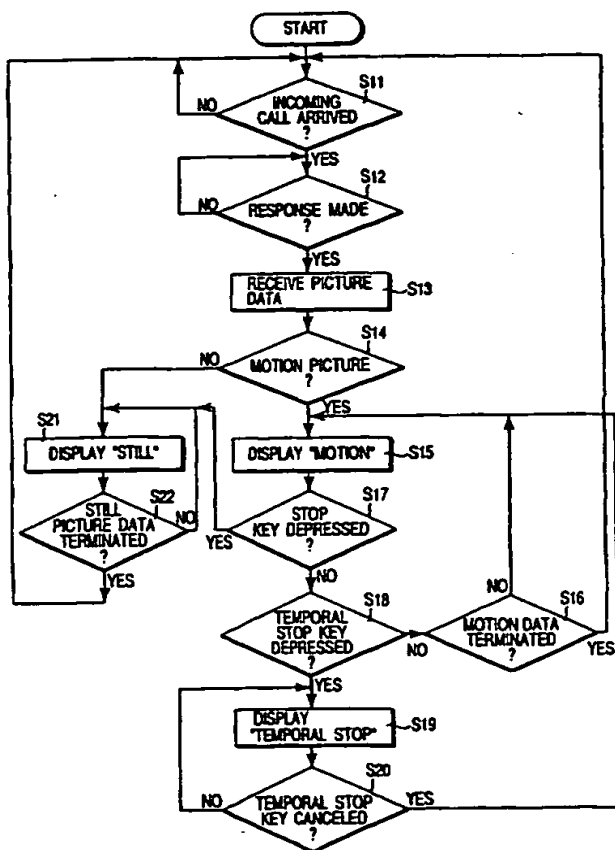 START
S11
NO
INCOMING
CALL ARRIVED
?
YES
S12
NO
RESPONSE MADE
?
YES
RECEIVE PICTURE
DATA
S13
S14
NO
MOTION PICTURE
?
YES
S21
DISPLAY "STILL"
DISPLAY "MOTION"
S15
S22
STILL
PICTURE DATA
TERMINATED
?
NO
YES
S17
STOP
KEY DEPRESSED
?
YES
NO
S18
TEMPORAL
STOP KEY
DEPRESSED
?
NO
YES
S16
NO
MOTION DATA
TERMINATED
?
YES
DISPLAY
"TEMPORAL STOP"
S19
S20
NO
TEMPORAL STOP
KEY CANCELED
?
YES